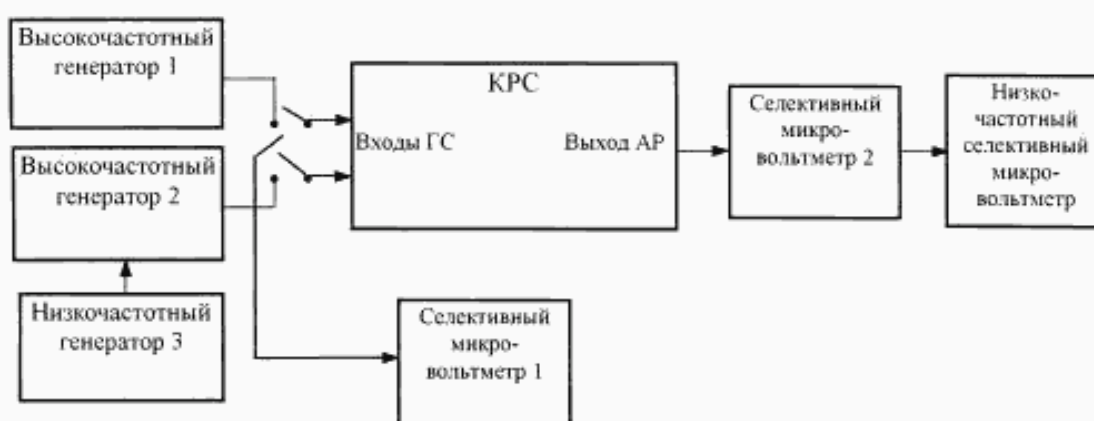 Высокочастотный
генератор 1
КРС
Входы ГС
Выход АР
Селективный
микро-
вольтметр 2
Низко-
частотный
селективный
микро-
вольтметр
Высокочастотный
генератор 2
Низкочастотный
генератор 3
Селективный
микро-
вольтметр 1